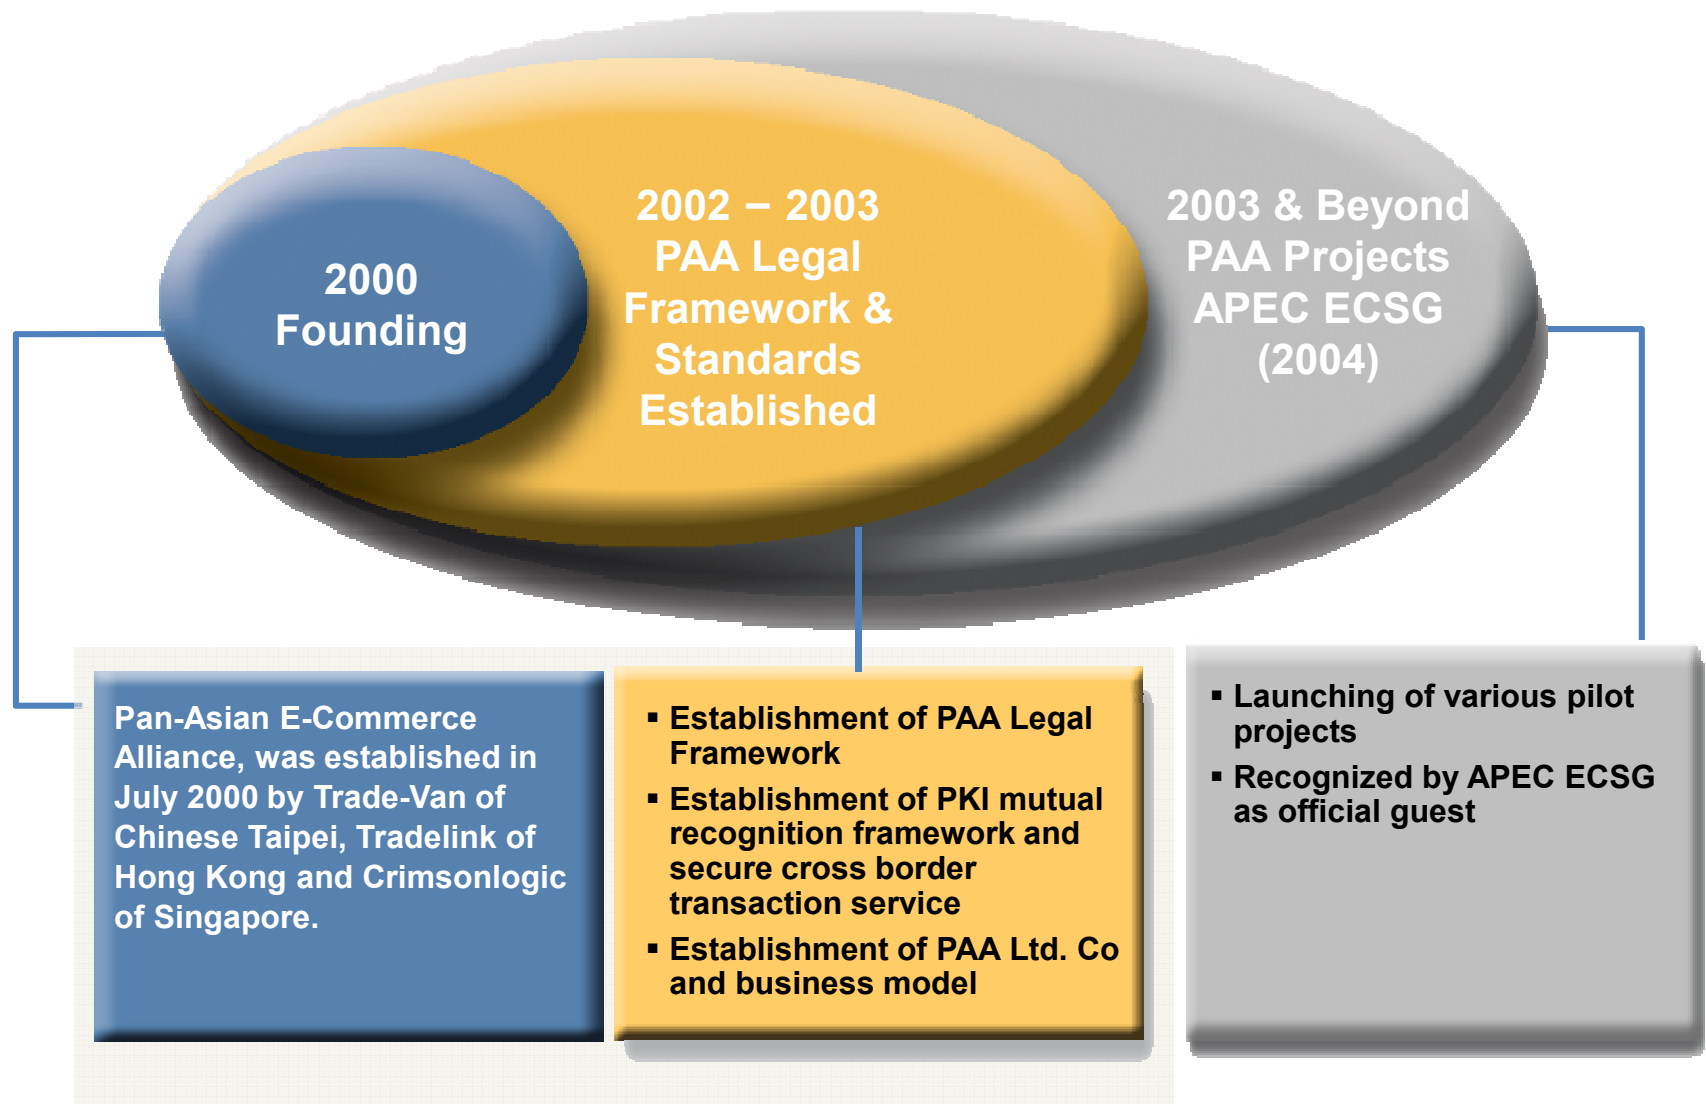 2000
Founding
2002 – 2003
PAA Legal
Framework &
Standards
Established
2003 & Beyond
PAA Projects
APEC ECSG
(2004)
Pan-Asian E-Commerce
Alliance, was established in
July 2000 by Trade-Van of
Chinese Taipei, Tradelink of
Hong Kong and Crimsonlogic
of Singapore.
▪ Establishment of PAA Legal
Framework
▪ Establishment of PKI mutual
recognition framework and
secure cross border
transaction service
▪ Establishment of PAA Ltd. Co
and business model
▪ Launching of various pilot
projects
▪ Recognized by APEC ECSG
as official guest